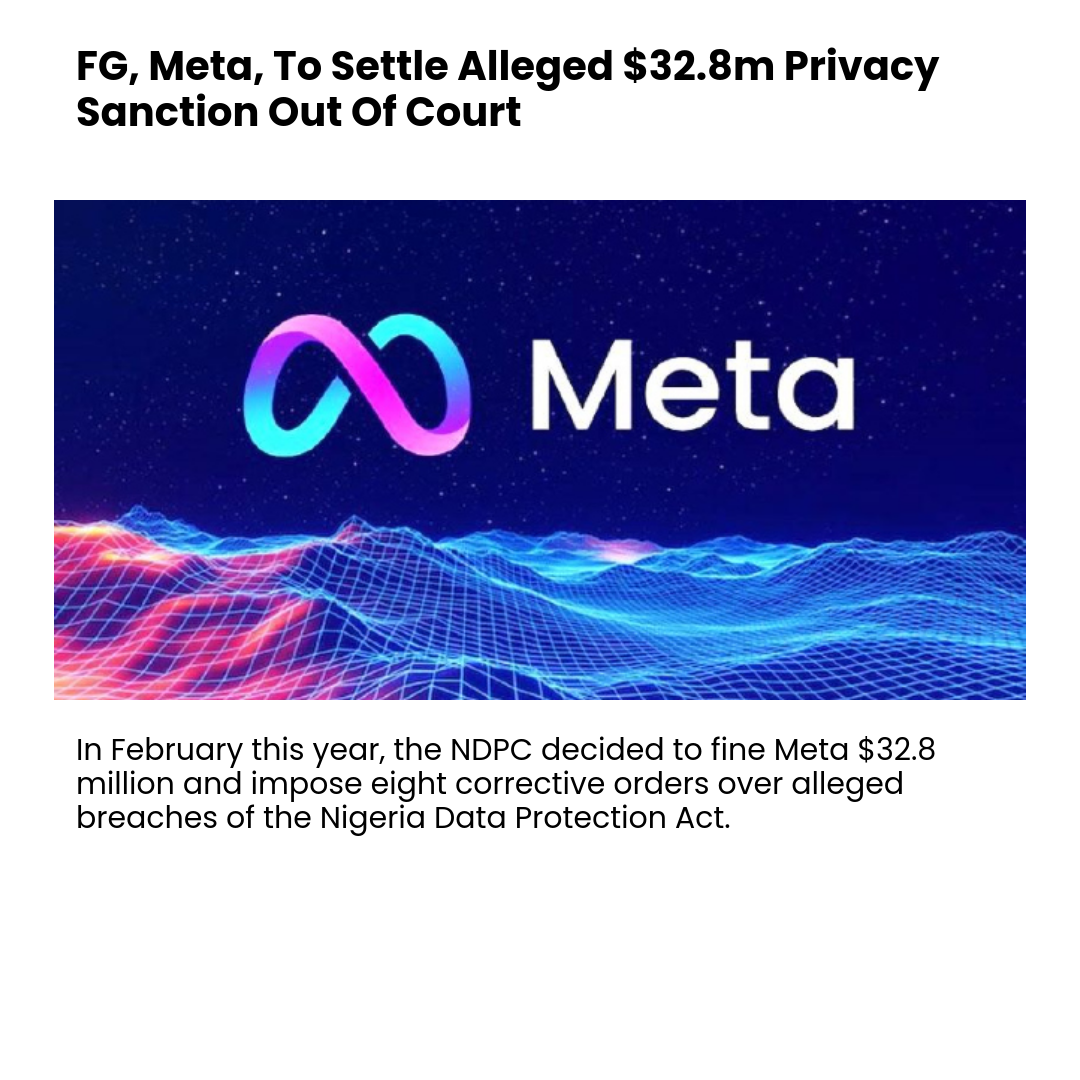 FG, Meta, To Settle Alleged $32.8m Privacy
Sanction Out Of Court
Meta
In February this year, the NDPC decided to fine Meta $32.8
million and impose eight corrective orders over alleged
breaches of the Nigeria Data Protection Act.